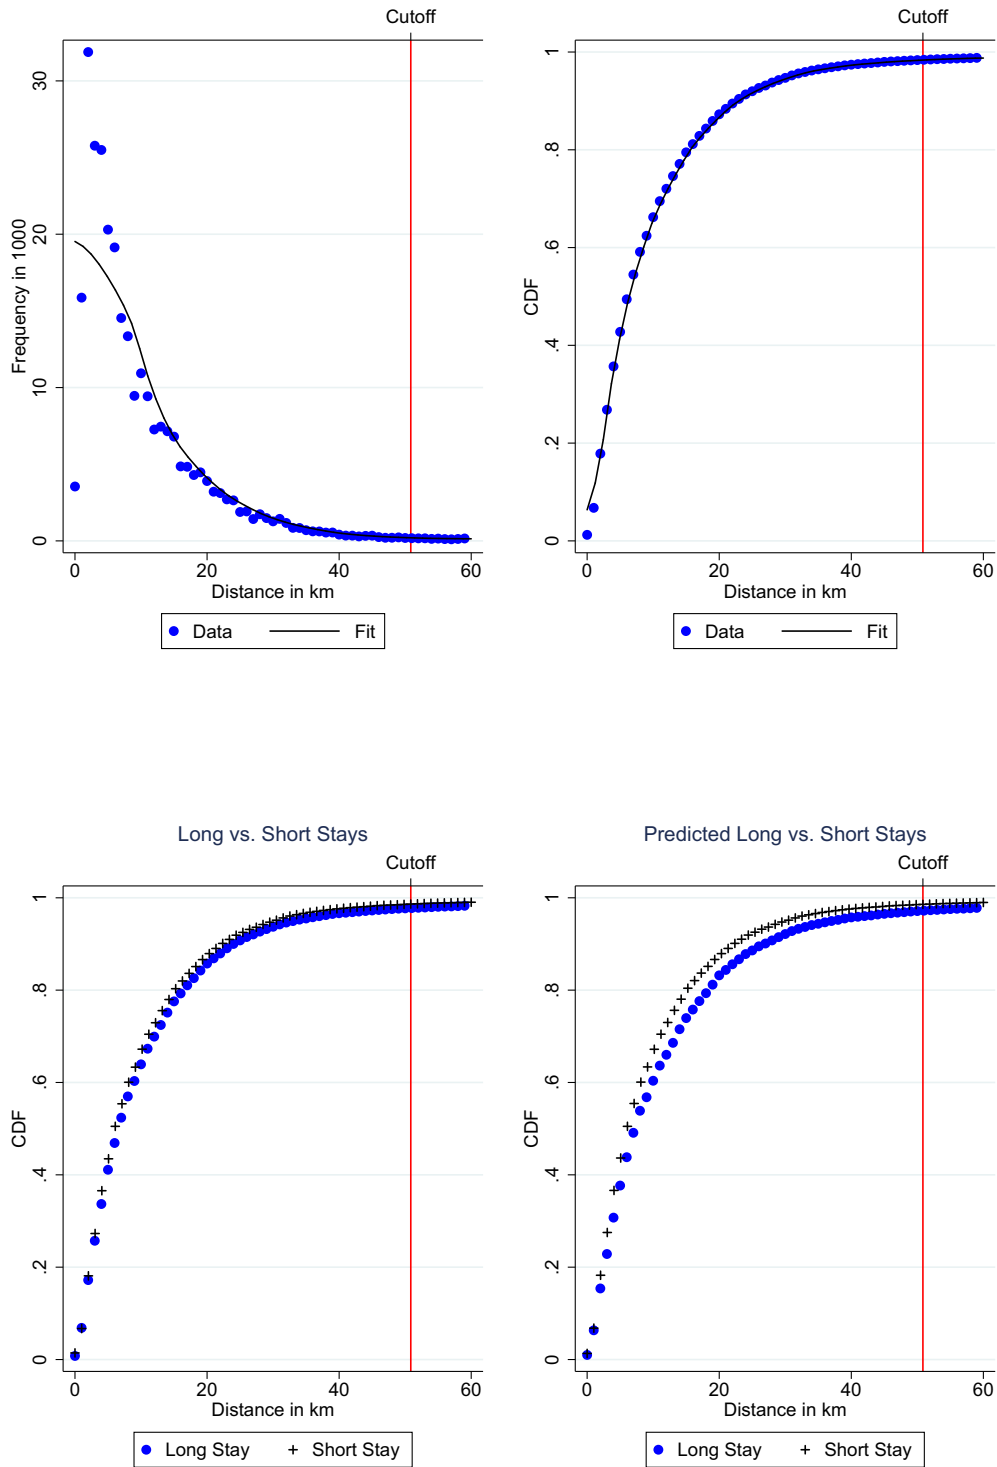 Cutoff
30
20
10
0
Frequency in 1000
0 20 40 60
Distance in km
Data Fit
Cutoff
1
.8
.6
.4
.2
0
CDF
0 20 40 60
Distance in km
Data Fit
Long vs. Short Stays
Cutoff
1
.8
.6
.4
.2
0
CDF
0 20 40 60
Distance in km
Long Stay Short Stay
Predicted Long vs. Short Stays
Cutoff
1
.8
.6
.4
.2
0
CDF
0 20 40 60
Distance in km
Long Stay Short Stay